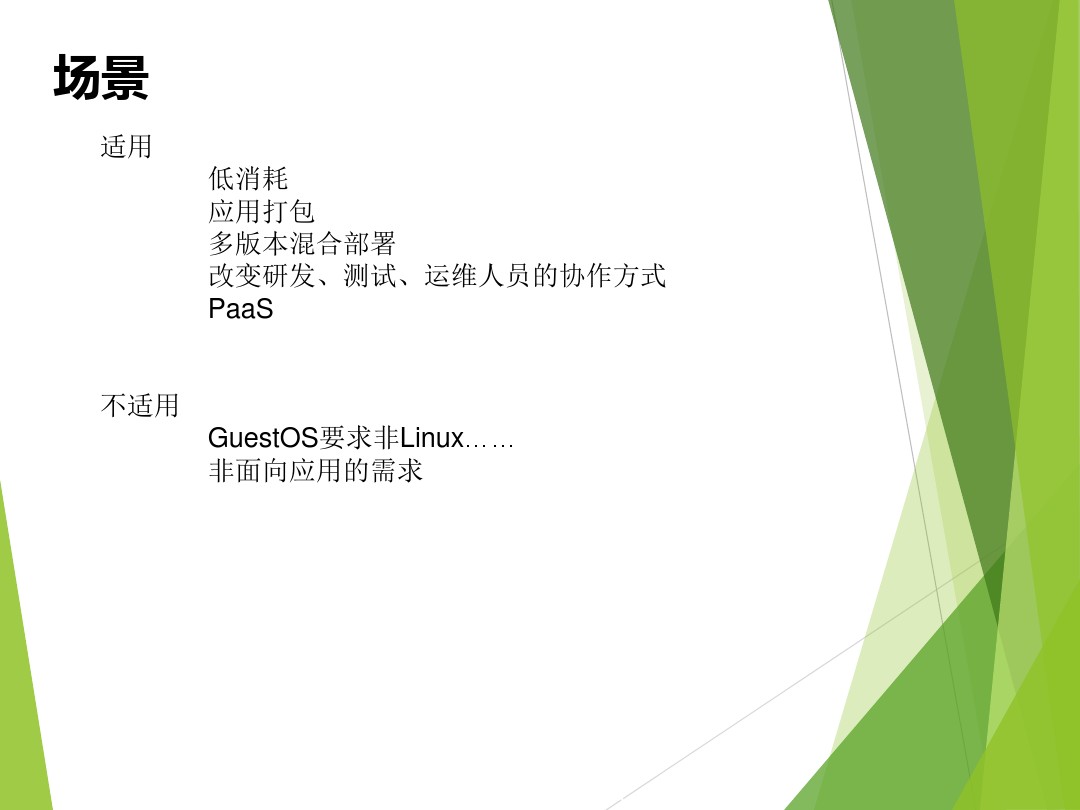 场景
适用
低消耗
应用打包
多版本混合部署
改变研发、测试、运维人员的协作方式
PaaS
不适用
GuestOS要求非Linux……
非面向应用的需求